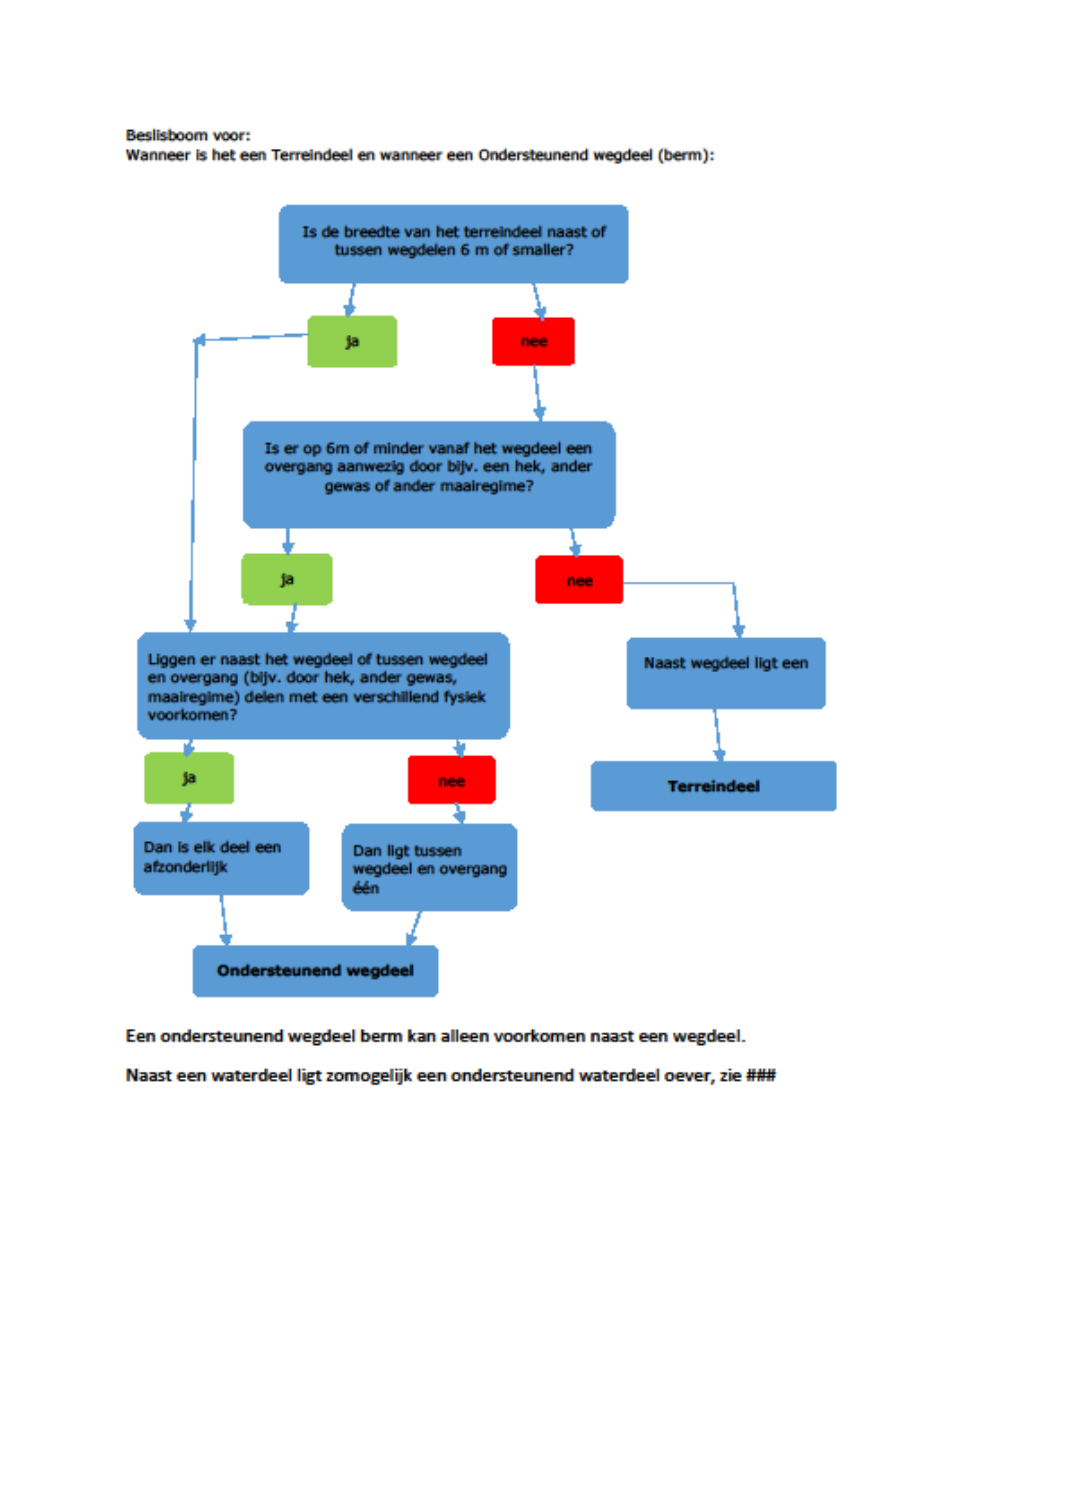 Beslisboom voor:
Wanneer is het een Terreindeel en wanneer een Ondersteunend wegdeel (berm):
Is de breedte van het terreindeel naast of
tussen wegdelen 6 m of smaller?
ja
nee
Is er op 6m of minder vanaf het wegdeel een
overgang aanwezig door bijv. een hek, ander
gewas of ander maairegime?
ja
nee
Liggen er naast het wegdeel of tussen wegdeel
en overgang (bijv. door hek, ander gewas,
maairegime) delen met een verschillend fysiek
voorkomen?
Naast wegdeel ligt een
ja
nee
Terreindeel
Dan is elk deel een
afzonderlijk
Dan ligt tussen
wegdeel en overgang
één
Ondersteunend wegdeel
Een ondersteunend wegdeel berm kan alleen voorkomen naast een wegdeel.
Naast een waterdeel ligt zomogelijk een ondersteunend waterdeel oever, zie ###